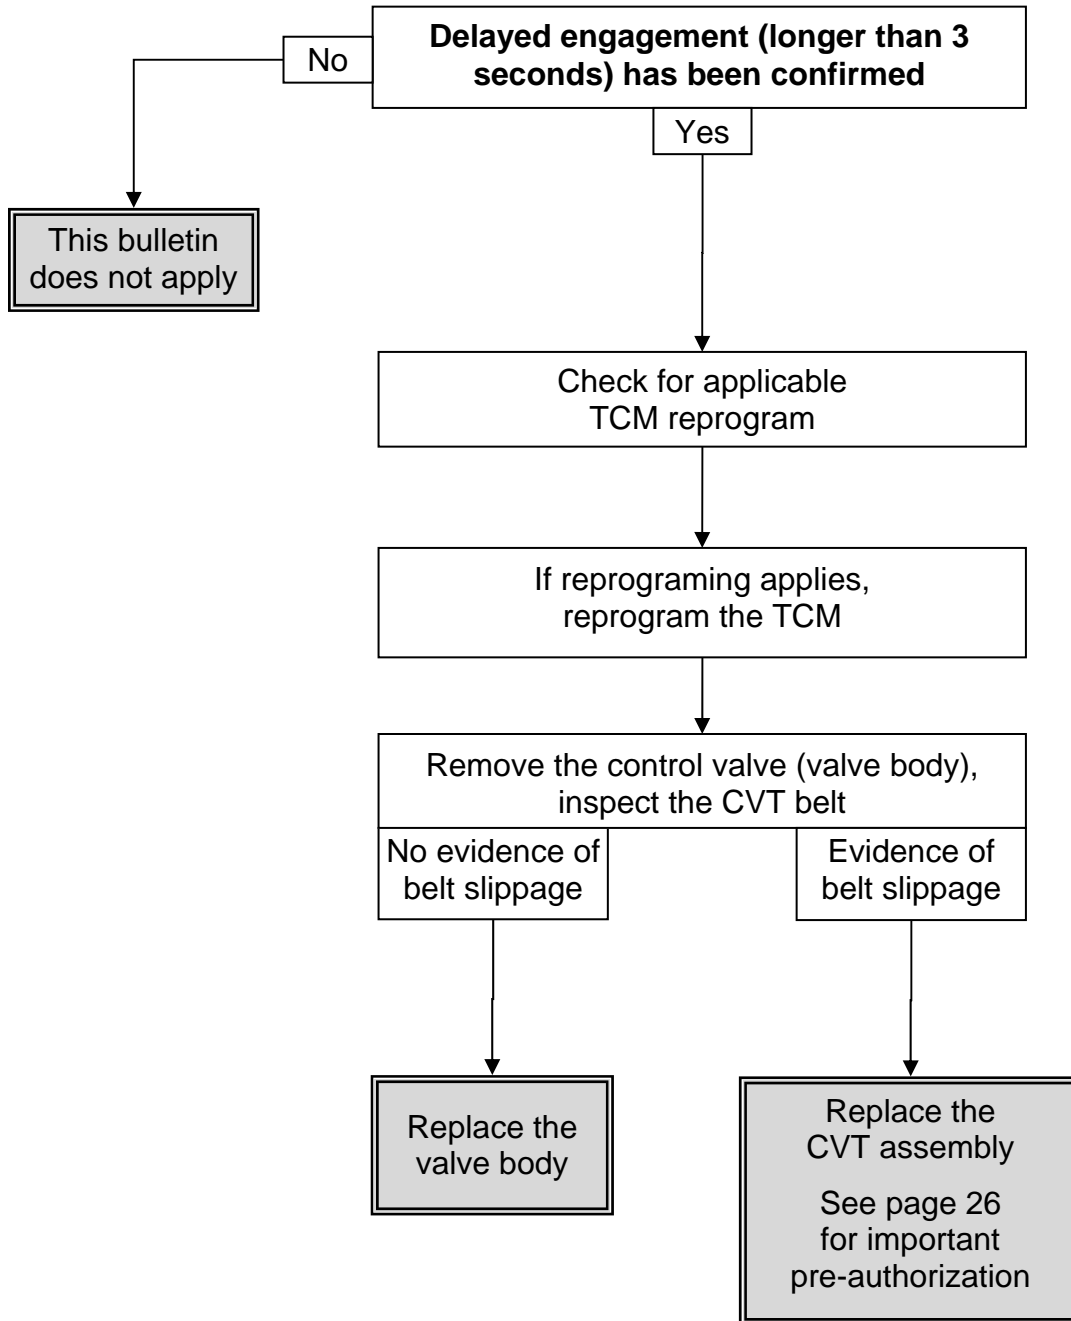 Delayed engagement (longer than 3
seconds) has been confirmed
No
Yes
This bulletin
does not apply
Check for applicable
TCM reprogram
If reprograming applies,
reprogram the TCM
Remove the control valve (valve body),
inspect the CVT belt
No evidence of
belt slippage
Evidence of
belt slippage
Replace the
valve body
Replace the
CVT assembly
See page 26
for important
pre-authorization